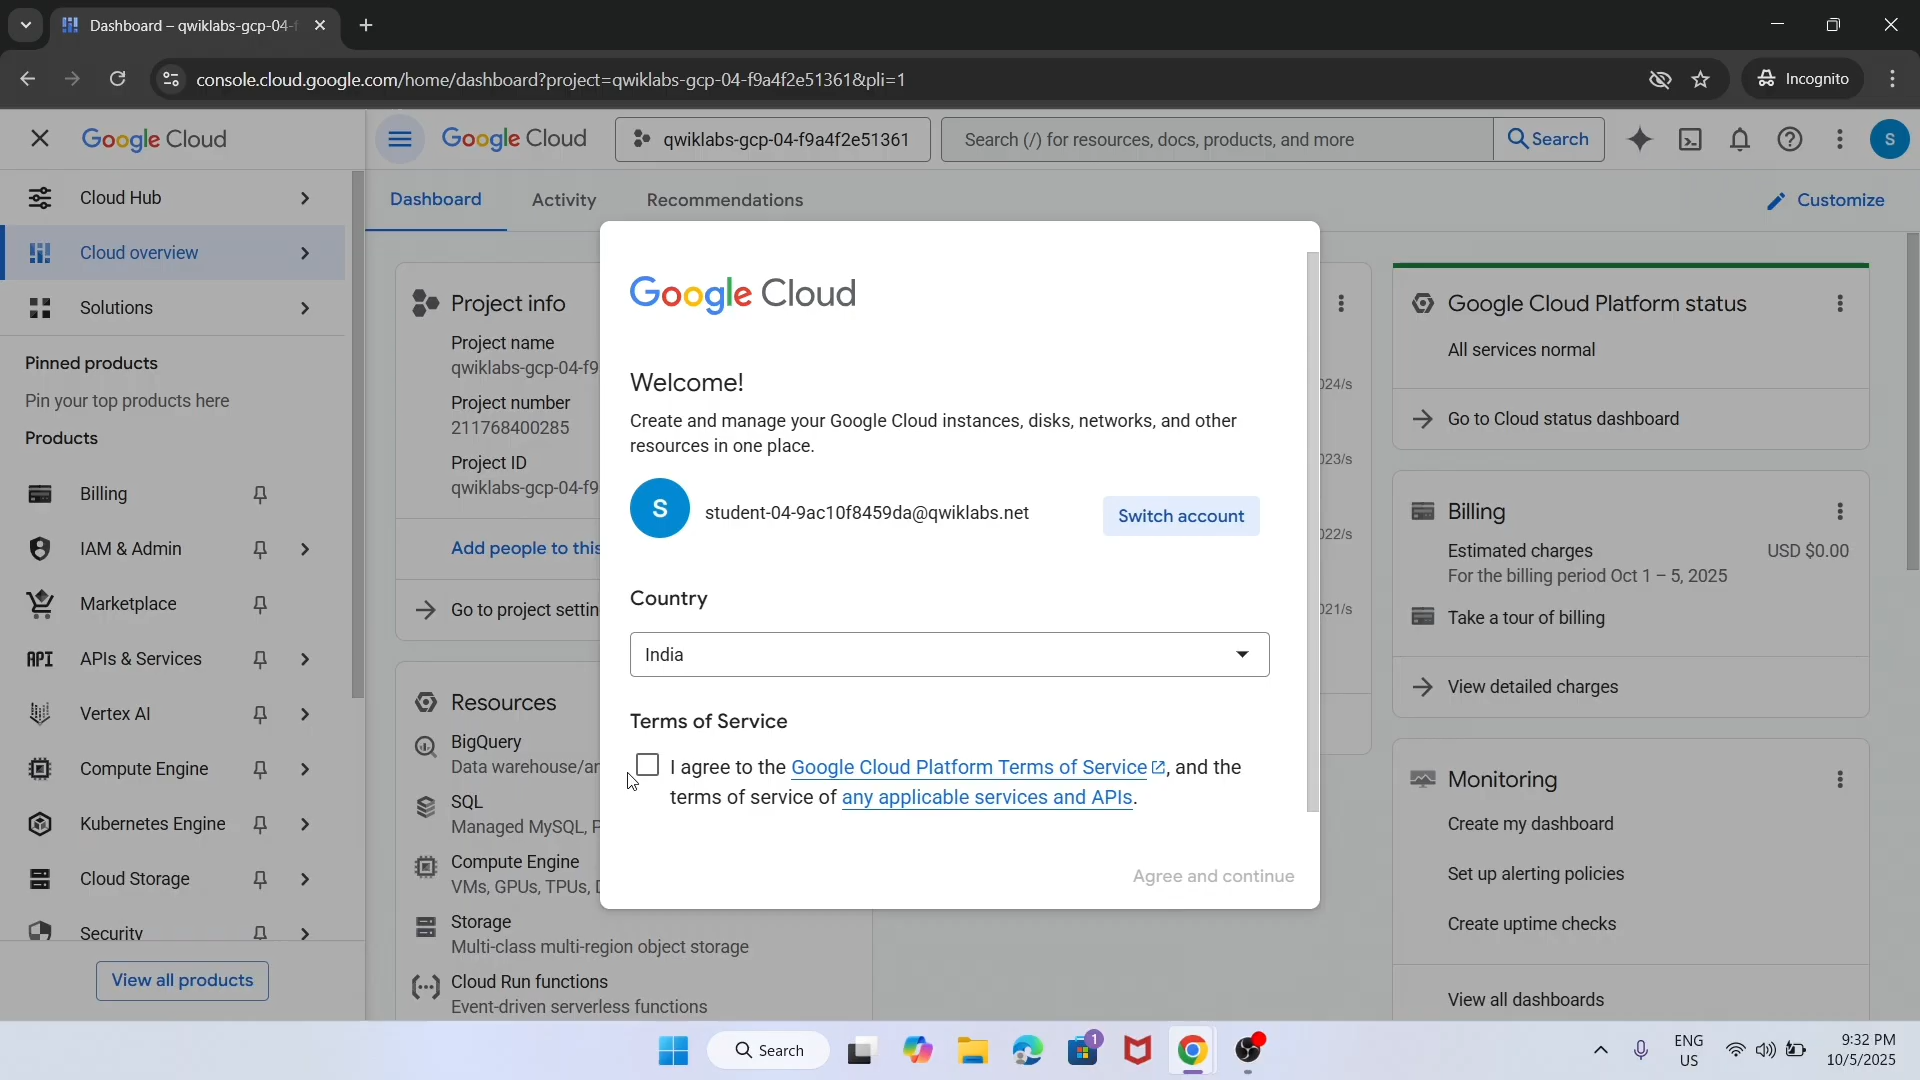 Dashboard – qwiklabs-gcp-04-f
console.cloud.google.com/home/dashboard?project=qwiklabs-gcp-04-f9a4f2e51361&pli=1
Incognito
Google Cloud
Google Cloud
qwiklabs-gcp-04-f9a4f2e51361
Search (/) for resources, docs, products, and more
Search
S
Cloud Hub
Cloud overview
Solutions
Pinned products
Pin your top products here
Products
Billing
IAM & Admin
Marketplace
API APIs & Services
Vertex AI
Compute Engine
Kubernetes Engine
Cloud Storage
Security
View all products
Dashboard
Activity
Recommendations
Customize
Project info
Project name
qwiklabs-gcp-04-f9
Project number
211768400285
Project ID
qwiklabs-gcp-04-f9
Add people to this
Go to project settin
Resources
BigQuery
Data warehouse/an
SQL
Managed MySQL, P
Compute Engine
VMs, GPUs, TPUs,
Storage
Multi-class multi-region object storage
Cloud Run functions
Event-driven serverless functions
Google Cloud
Welcome!
Create and manage your Google Cloud instances, disks, networks, and other
resources in one place.
S
student-04-9ac10f8459da@qwiklabs.net
Switch account
Country
India
Terms of Service
I agree to the Google Cloud Platform Terms of Service, and the
terms of service of any applicable services and APIs.
Agree and continue
024/s
023/s
022/s
021/s
Google Cloud Platform status
All services normal
Go to Cloud status dashboard
Billing
Estimated charges
USD $0.00
For the billing period Oct 1 – 5, 2025
Take a tour of billing
View detailed charges
Monitoring
Create my dashboard
Set up alerting policies
Create uptime checks
View all dashboards
Search
1
ENG
US
9:32 PM
10/5/2025